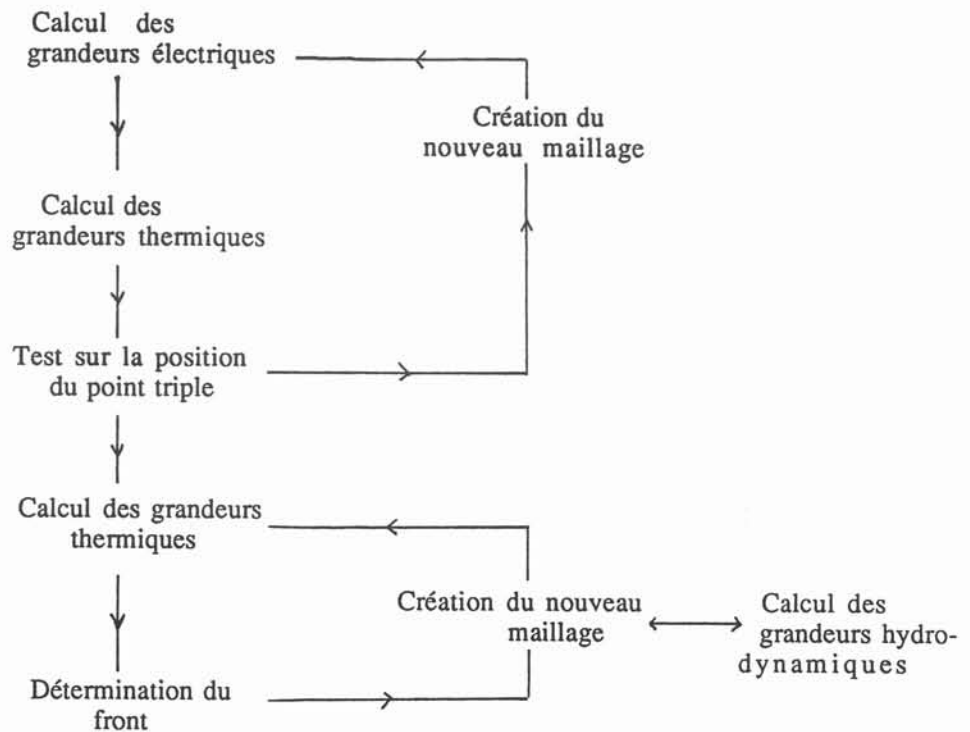 Calcul des
grandeurs électriques
Création du
nouveau maillage
Calcul des
grandeurs thermiques
Test sur la position
du point triple
Calcul des grandeurs
thermiques
Création du nouveau
maillage
Calcul des
grandeurs hydro-
dynamiques
Détermination du
front